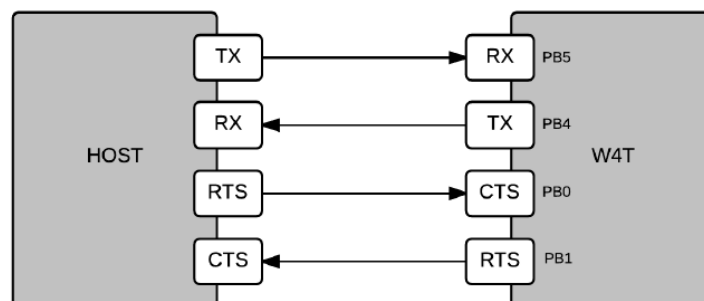 TX RX PB5
RX TX PB4
HOST W4T
RTS CTS PB0
CTS RTS PB1